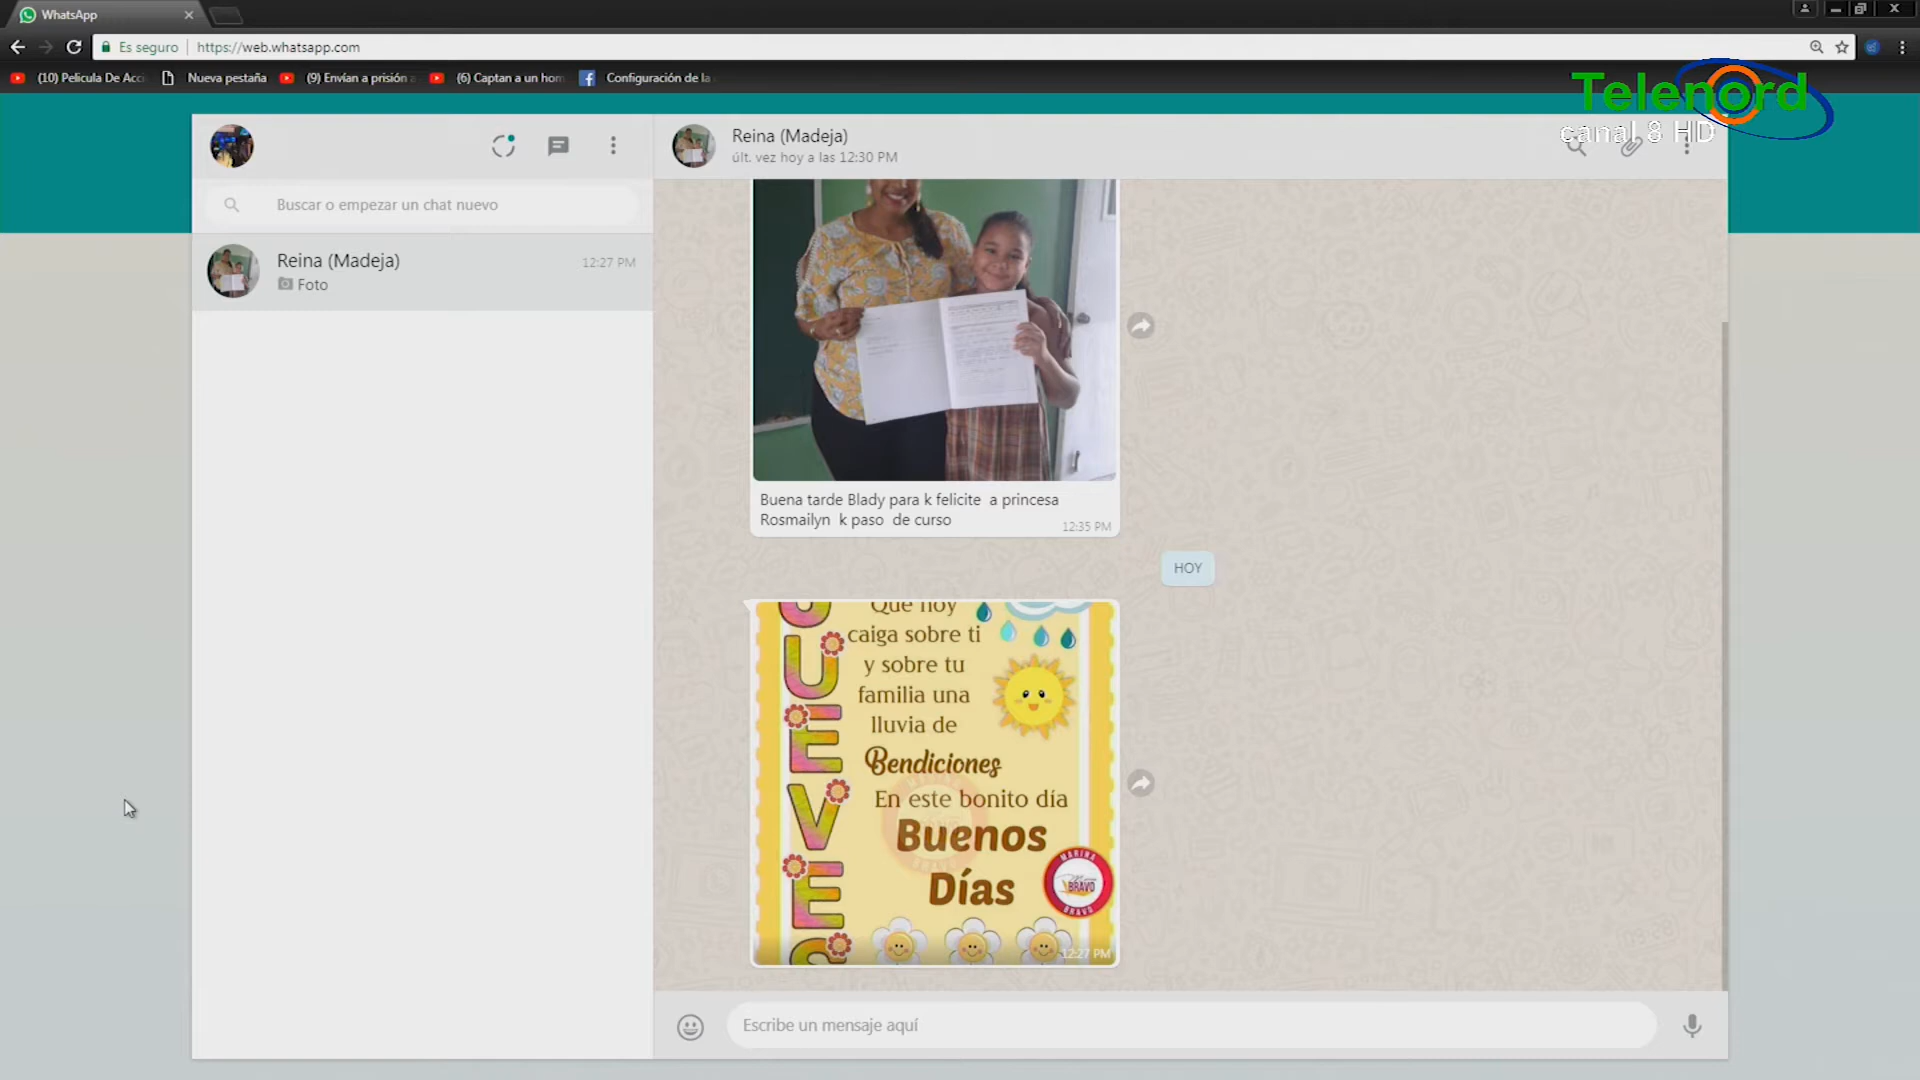 WhatsApp
Es seguro
https://web.whatsapp.com
(10) Pelicula De Acci
Nueva pestaña
(9) Envían a prisión a
(6) Captan a un hom
Configuración de la
Telenord
canal 8 HD
Buscar o empezar un chat nuevo
Reina (Madeja)
12:27 PM
Foto
Reina (Madeja)
últ. vez hoy a las 12:30 PM
Buena tarde Blady para k felicite a princesa
Rosmailyn k paso de curso
12:35 PM
HOY
UEVES
Que hoy
caiga sobre ti
y sobre tu
familia una
lluvia de
Bendiciones
En este bonito día
Buenos
Días
MARINA
BRAVO
BRAVO
12:27 PM
Escribe un mensaje aquí